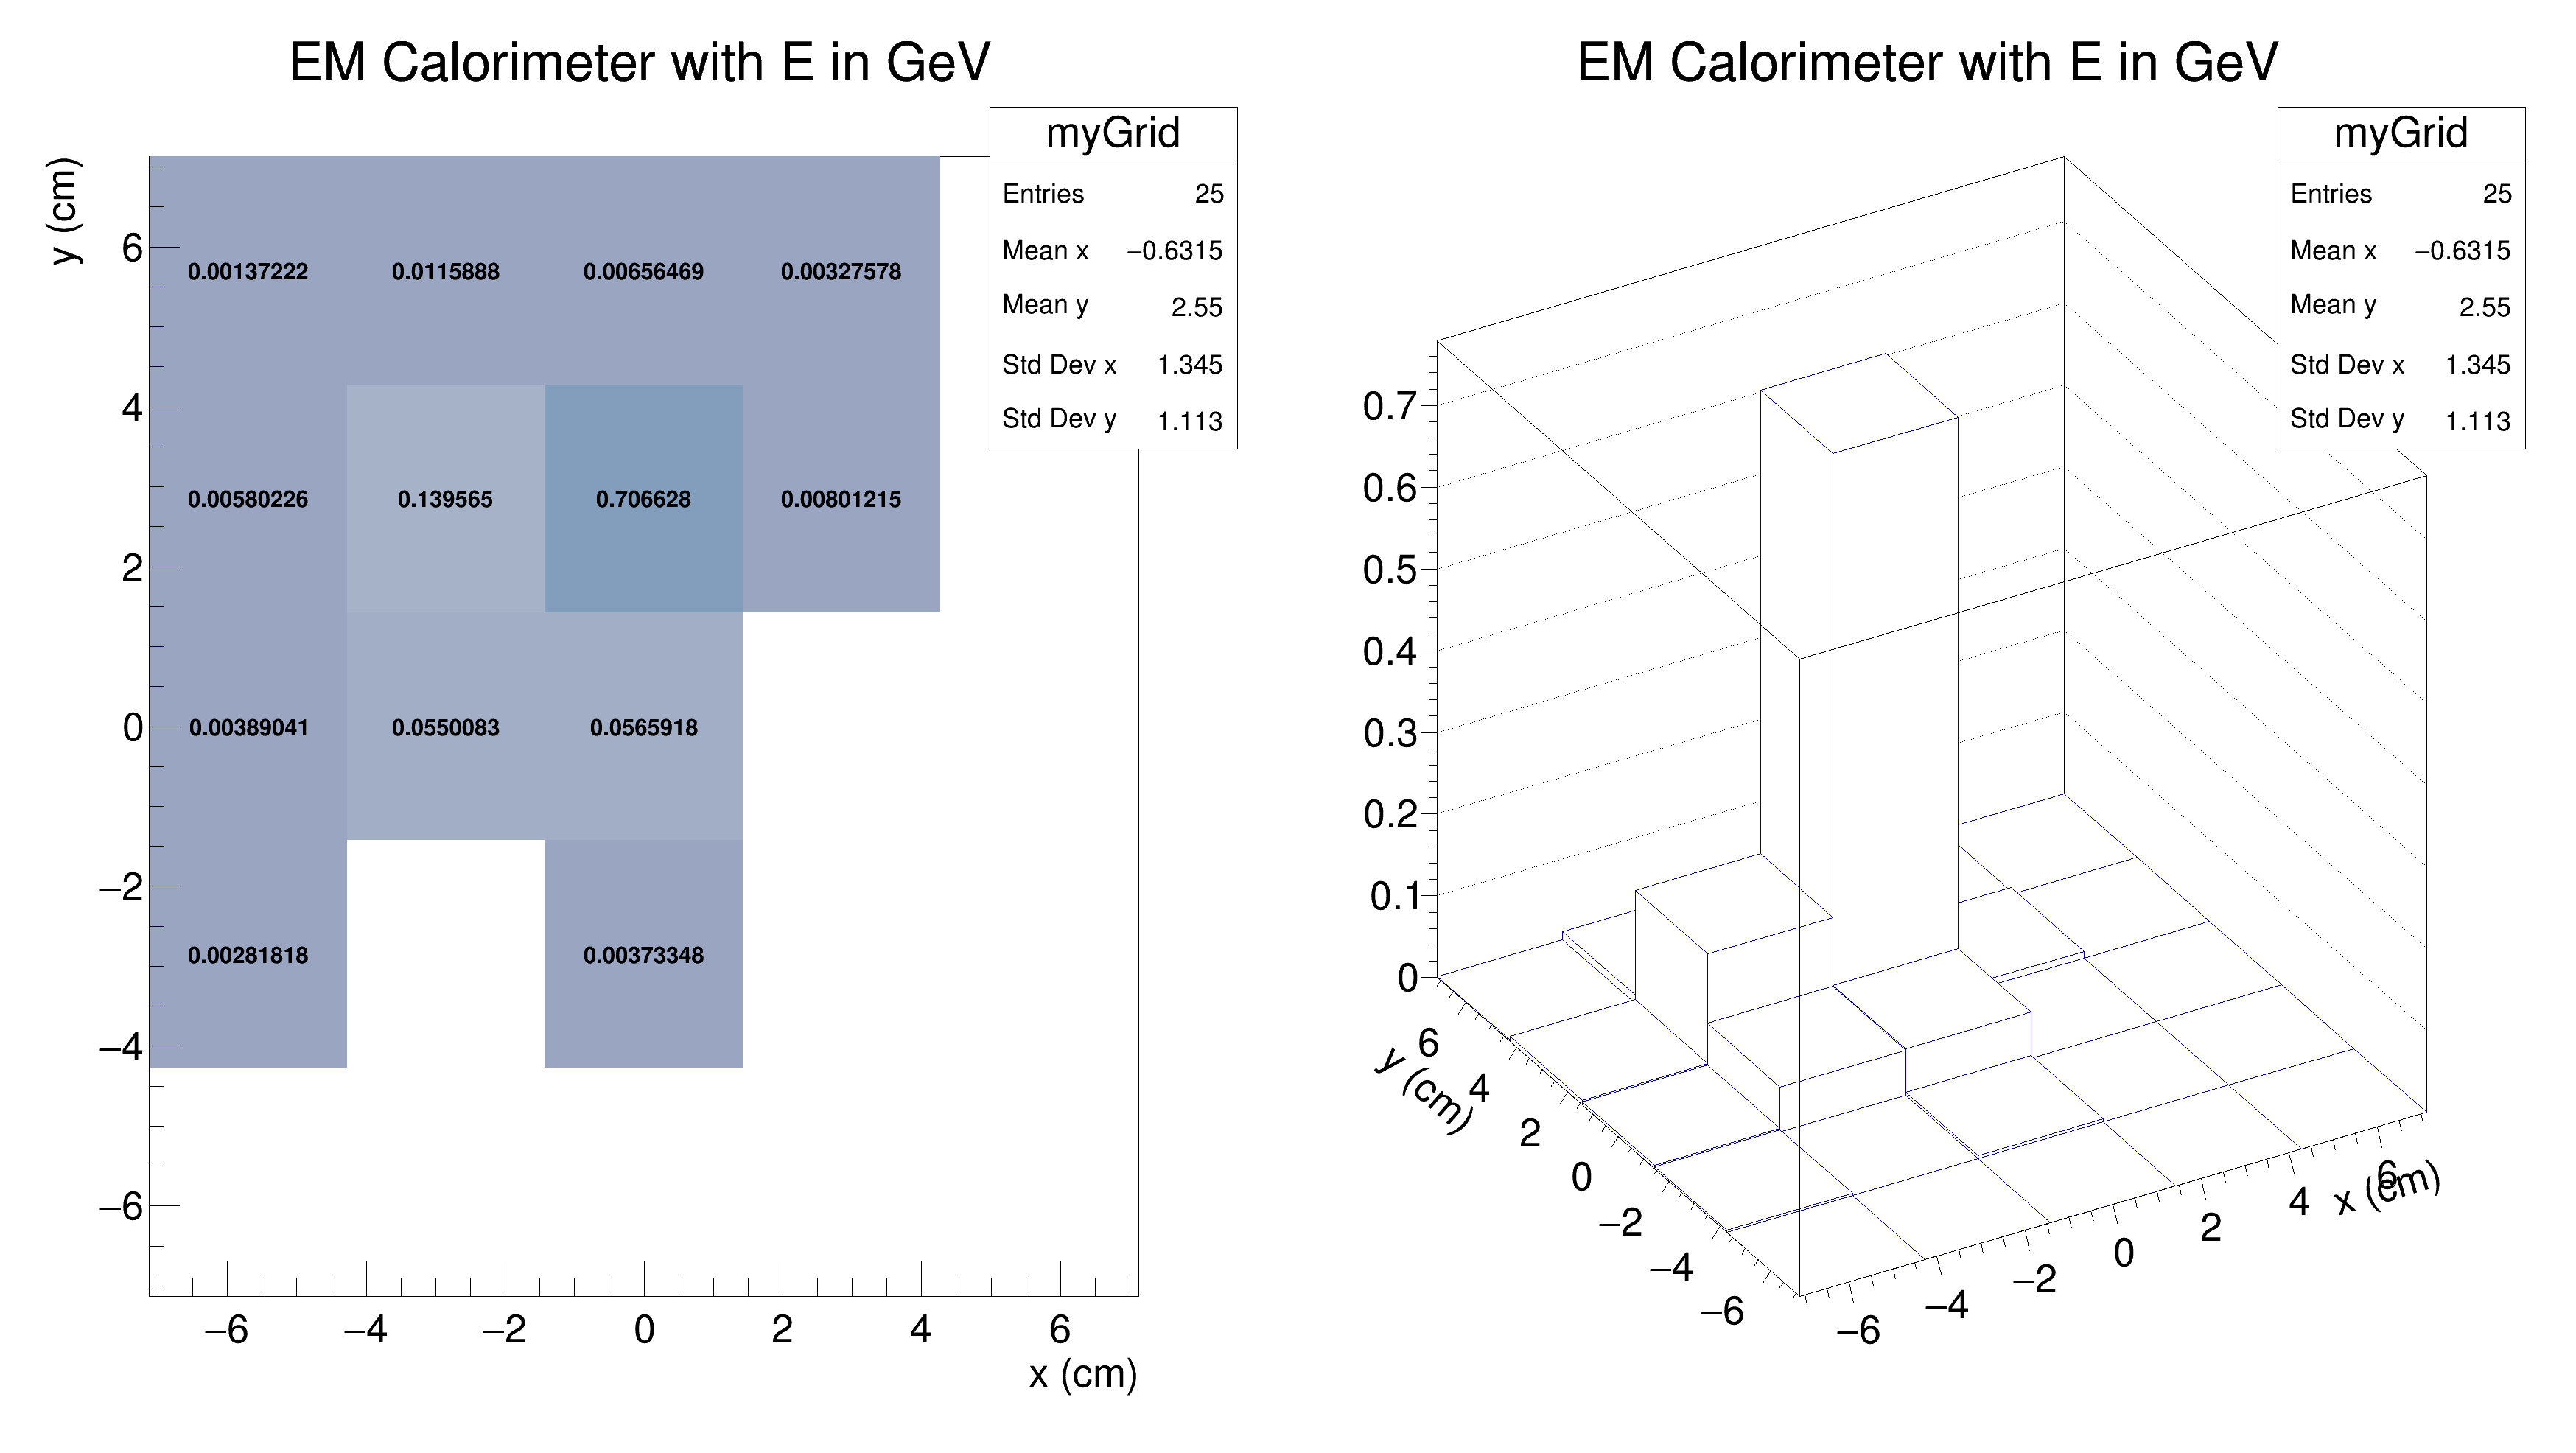 EM Calorimeter with E in GeV
myGrid
Entries 25
Mean x −0.6315
Mean y 2.55
Std Dev x 1.345
Std Dev y 1.113
y (cm)
6
4
2
0
−2
−4
−6
0.00137222 0.0115888 0.00656469 0.00327578
0.00580226 0.139565 0.706628 0.00801215
0.00389041 0.0550083 0.0565918
0.00281818 0.00373348
−6 −4 −2 0 2 4 6
x (cm)
EM Calorimeter with E in GeV
myGrid
Entries 25
Mean x −0.6315
Mean y 2.55
Std Dev x 1.345
Std Dev y 1.113
0.7
0.6
0.5
0.4
0.3
0.2
0.1
0
y (cm)
6
4
2
0
−2
−4
−6
−6 −4 −2 0 2 4 6
x (cm)